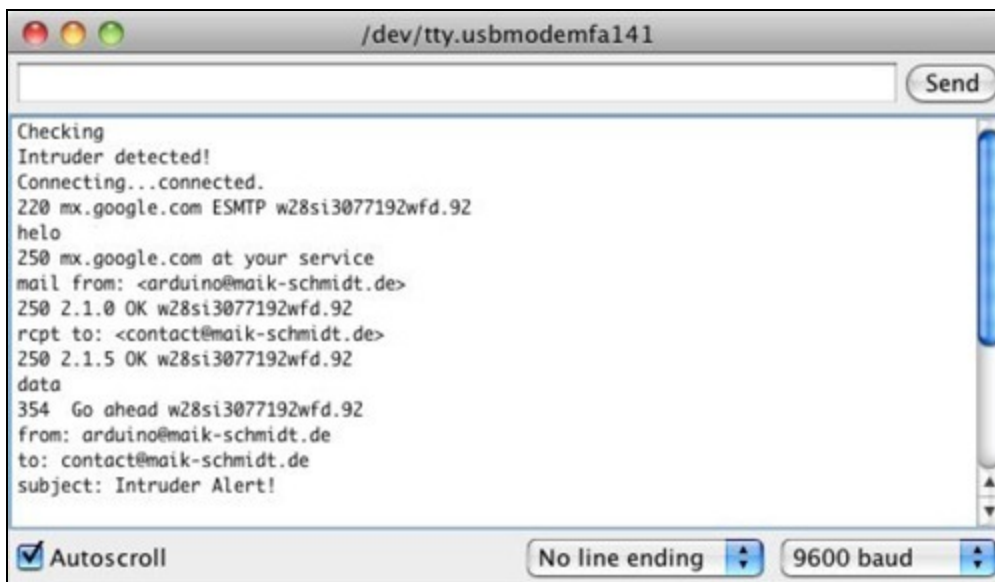 /dev/tty.usbmodemfa141
Send
Checking
Intruder detected!
Connecting...connected.
220 mx.google.com ESMTP w28si3077192wfd.92
helo
250 mx.google.com at your service
mail from: <arduino@maik-schmidt.de>
250 2.1.0 OK w28si3077192wfd.92
rcpt to: <contact@maik-schmidt.de>
250 2.1.5 OK w28si3077192wfd.92
data
354  Go ahead w28si3077192wfd.92
from: arduino@maik-schmidt.de
to: contact@maik-schmidt.de
subject: Intruder Alert!
Autoscroll No line ending 9600 baud